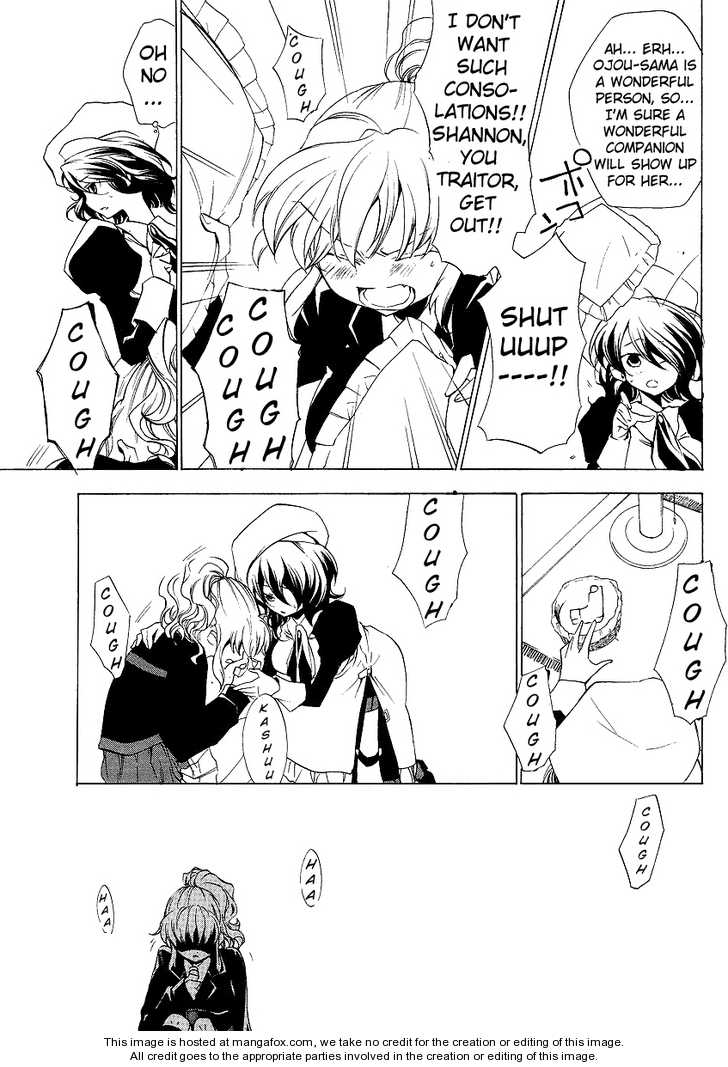 AH... ERH...
OJOU-SAMA
IS A
WONDERFUL
PERSON, SO...
I'M SURE A
WONDERFUL
COMPANION
WILL SHOW UP
FOR HER...
ポコ
SHUT
UUUP
----!!
I DON'T
WANT
SUCH
CONSO-
LATIONS!!
SHANNON,
YOU
TRAITOR,
GET
OUT!!
COUGH
COUGH
COUGH
OH
NO
...
COUGH
COUGH
COUGH
COUGH
COUGH
KASHUU
COUGH
HAA
HAA
This image is hosted at mangafox.com, we take no credit for the creation or editing of this image.
All credit goes to the appropriate parties involved in the creation or editing of this image.